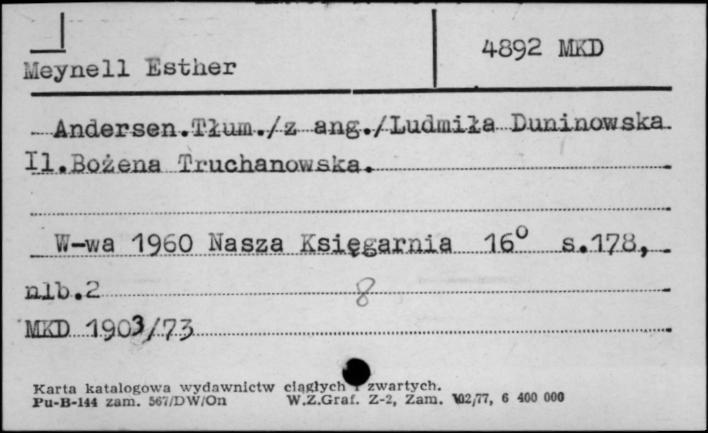 4892 MKD
Meynell Esther
Andersen.Tłum./z ang./Ludmiła Duninowska
Il.Bożena Truchanowska.
W-wa 1960 Nasza Księgarnia 16° s.178,
nlb.2 8
MKD 1903/73
Karta katalogowa wydawnictw ciągłych i zwartych.
Pu-B-144 zam. 567/DW/On W.Z.Graf. Z-2, Zam. 102/77, 6 400 000